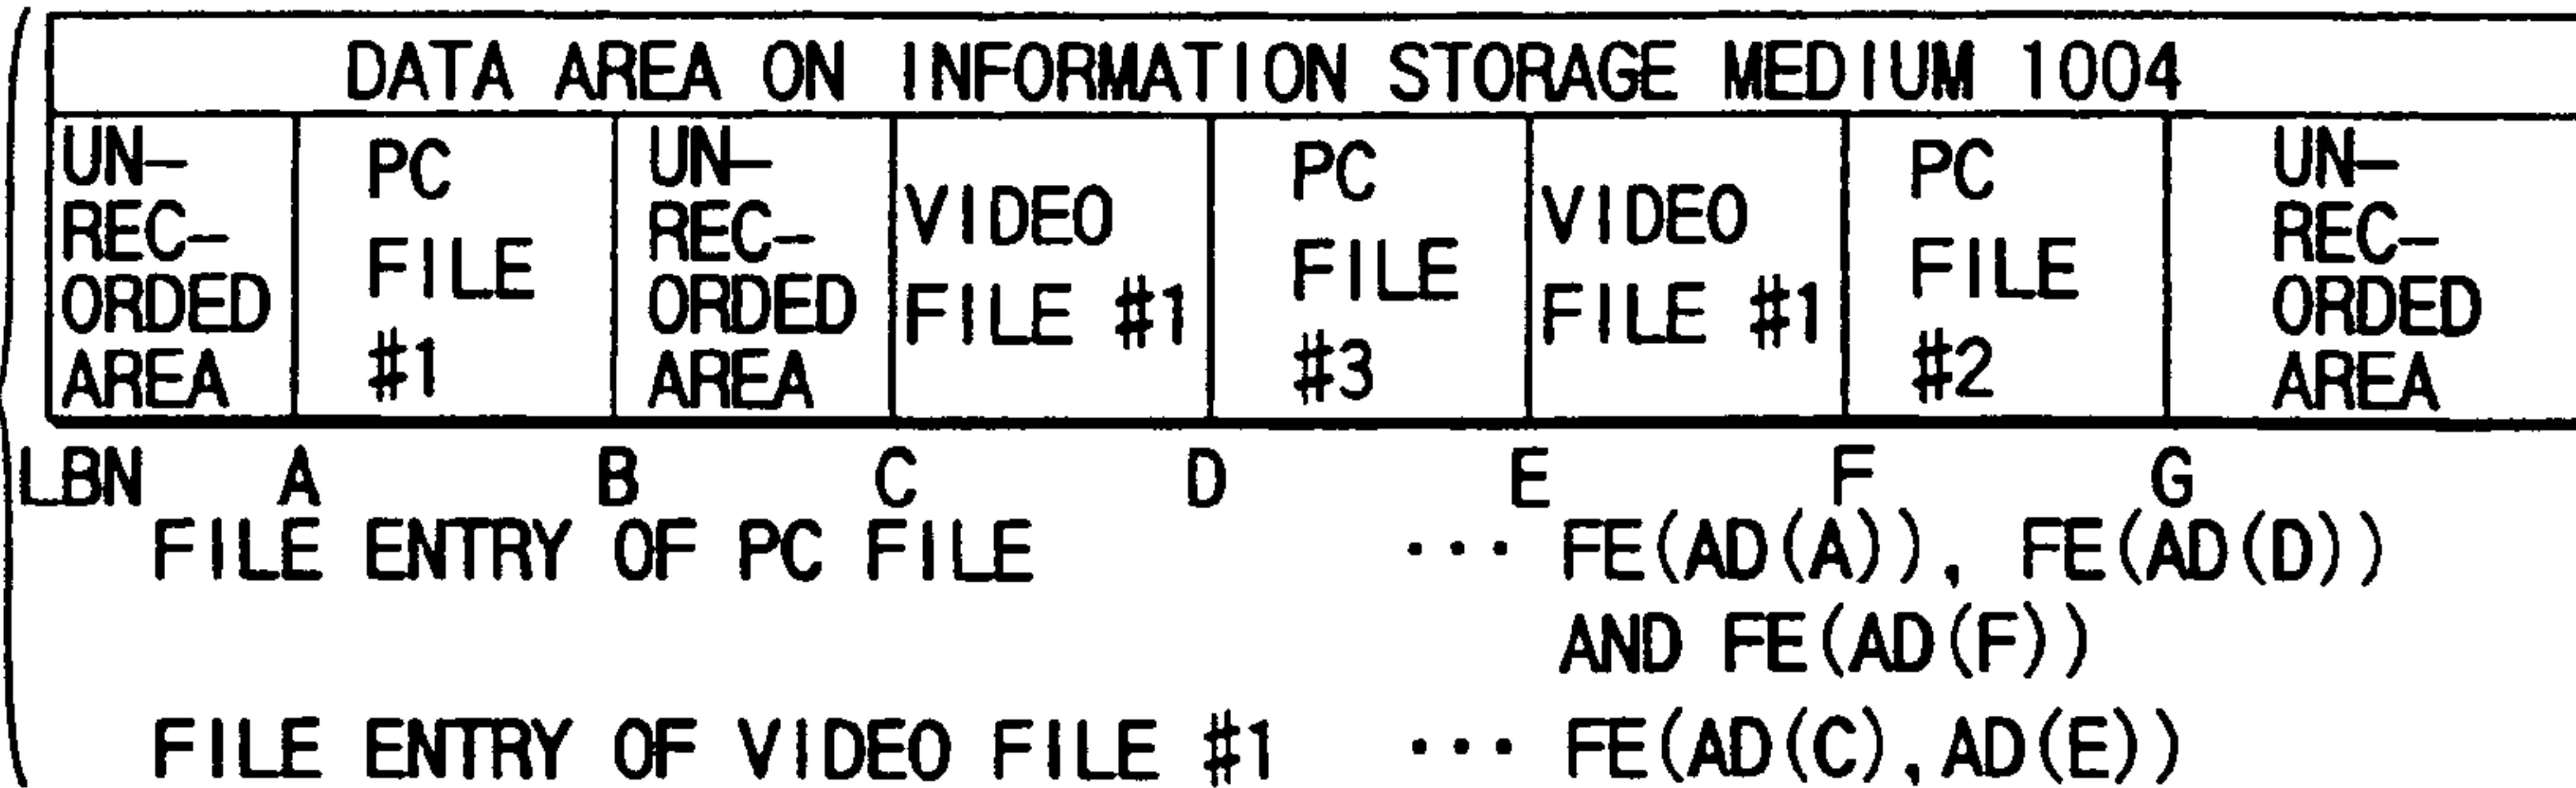 DATA AREA ON INFORMATION STORAGE MEDIUM 1004
UN-
REC-
ORDED
AREA
PC
FILE
#1
UN-
REC-
ORDED
AREA
VIDEO
FILE #1
PC
FILE
#3
VIDEO
FILE #1
PC
FILE
#2
UN-
REC-
ORDED
AREA
LBN A B C D E F G
FILE ENTRY OF PC FILE ··· FE(AD(A)), FE(AD(D))
AND FE(AD(F))
FILE ENTRY OF VIDEO FILE #1 ··· FE(AD(C),AD(E))